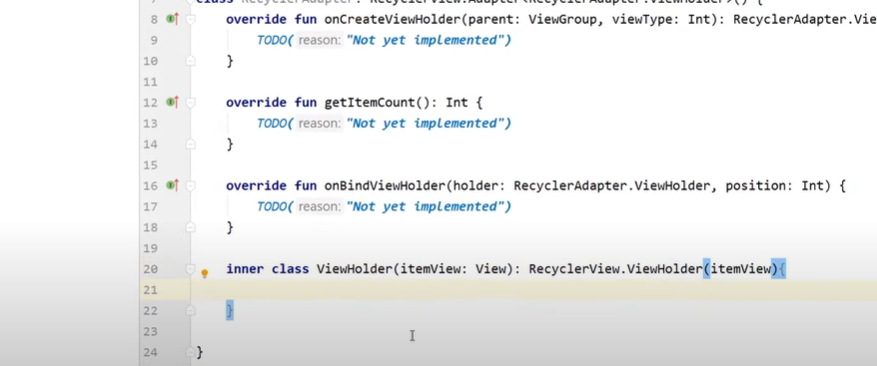 class RecyclerAdapter: RecyclerView.Adapter<RecyclerAdapter.ViewHolder>() {
8 override fun onCreateViewHolder(parent: ViewGroup, viewType: Int): RecyclerAdapter.Vie
9 TODO( reason: "Not yet implemented")
10 }
11
12 override fun getItemCount(): Int {
13 TODO( reason: "Not yet implemented")
14 }
15
16 override fun onBindViewHolder(holder: RecyclerAdapter.ViewHolder, position: Int) {
17 TODO( reason: "Not yet implemented")
18 }
19
20 inner class ViewHolder(itemView: View): RecyclerView.ViewHolder(itemView){
21
22 }
23
24 }